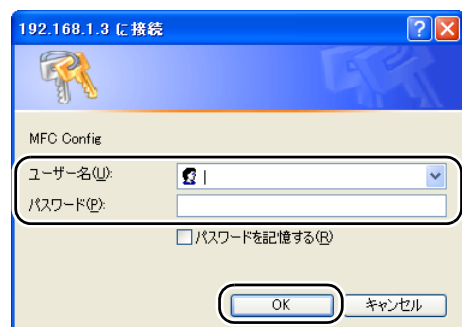 192.168.1.3 に接続
MFC Config
ユーザー名(U):
パスワード(P):
パスワードを記憶する(R)
OK キャンセル